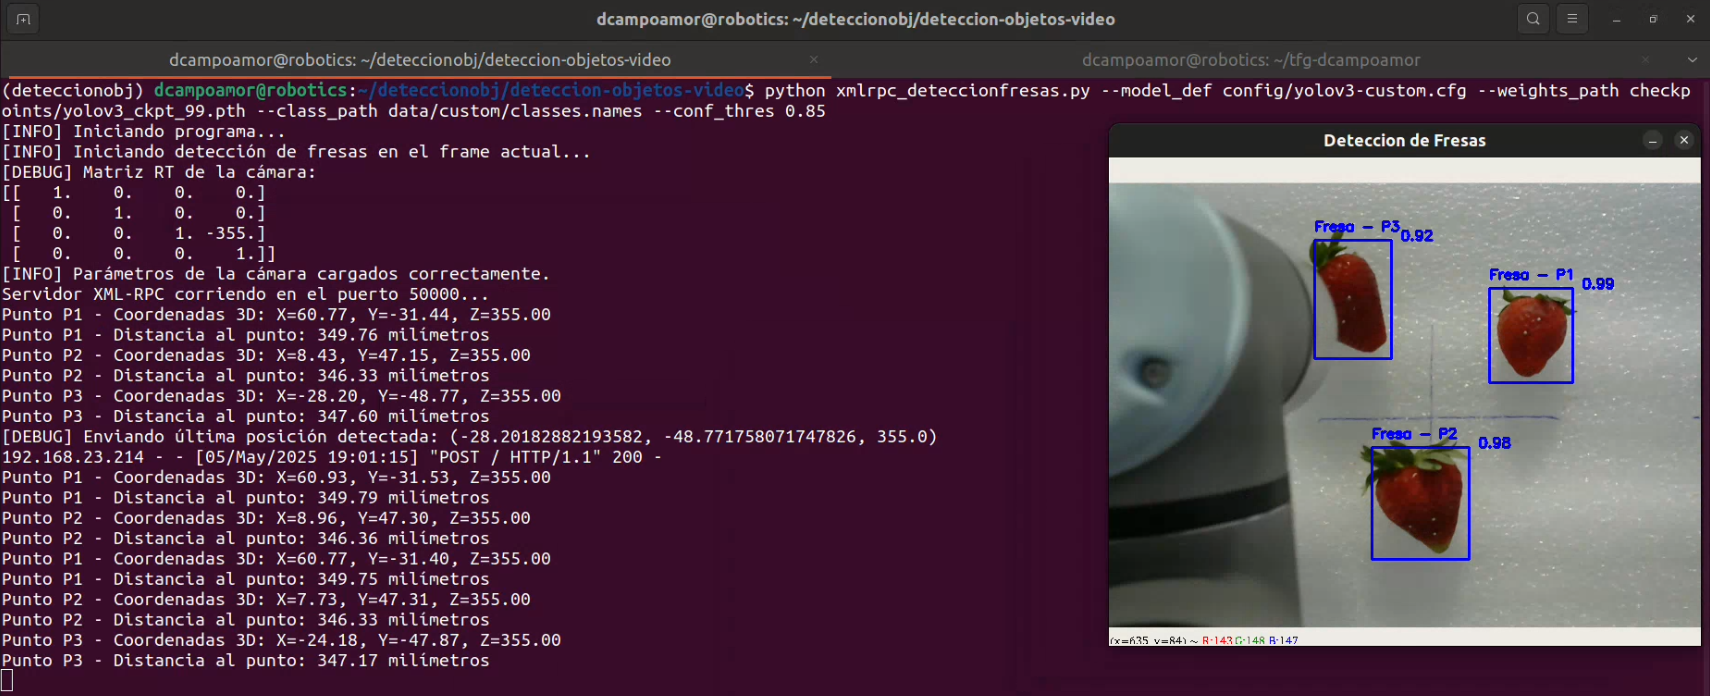 dcampoamor@robotics: ~/deteccionobj/deteccion-objetos-video
dcampoamor@robotics: ~/deteccionobj/deteccion-objetos-video
dcampoamor@robotics: ~/tfg-dcampoamor
(deteccionobj) dcampoamor@robotics:~/deteccionobj/deteccion-objetos-video$ python xmlrpc_deteccionfresas.py --model_def config/yolov3-custom.cfg --weights_path checkp
oints/yolov3_ckpt_99.pth --class_path data/custom/classes.names --conf_thres 0.85
[INFO] Iniciando programa...
[INFO] Iniciando detección de fresas en el frame actual...
[DEBUG] Matriz RT de la cámara:
[[   1.    0.    0.    0.]
 [   0.    1.    0.    0.]
 [   0.    0.    1. -355.]
 [   0.    0.    0.    1.]]
[INFO] Parámetros de la cámara cargados correctamente.
Servidor XML-RPC corriendo en el puerto 50000...
Punto P1 - Coordenadas 3D: X=60.77, Y=-31.44, Z=355.00
Punto P1 - Distancia al punto: 349.76 milímetros
Punto P2 - Coordenadas 3D: X=8.43, Y=47.15, Z=355.00
Punto P2 - Distancia al punto: 346.33 milímetros
Punto P3 - Coordenadas 3D: X=-28.20, Y=-48.77, Z=355.00
Punto P3 - Distancia al punto: 347.60 milímetros
[DEBUG] Enviando última posición detectada: (-28.20182882193582, -48.771758071747826, 355.0)
192.168.23.214 - - [05/May/2025 19:01:15] "POST / HTTP/1.1" 200 -
Punto P1 - Coordenadas 3D: X=60.93, Y=-31.53, Z=355.00
Punto P1 - Distancia al punto: 349.79 milímetros
Punto P2 - Coordenadas 3D: X=8.96, Y=47.30, Z=355.00
Punto P2 - Distancia al punto: 346.36 milímetros
Punto P1 - Coordenadas 3D: X=60.77, Y=-31.40, Z=355.00
Punto P1 - Distancia al punto: 349.75 milímetros
Punto P2 - Coordenadas 3D: X=7.73, Y=47.31, Z=355.00
Punto P2 - Distancia al punto: 346.33 milímetros
Punto P3 - Coordenadas 3D: X=-24.18, Y=-47.87, Z=355.00
Punto P3 - Distancia al punto: 347.17 milímetros
Deteccion de Fresas
Fresa - P3 0.92
Fresa - P1 0.99
Fresa - P2 0.98
(x=635, y=84) ~ R:143 G:148 B:147